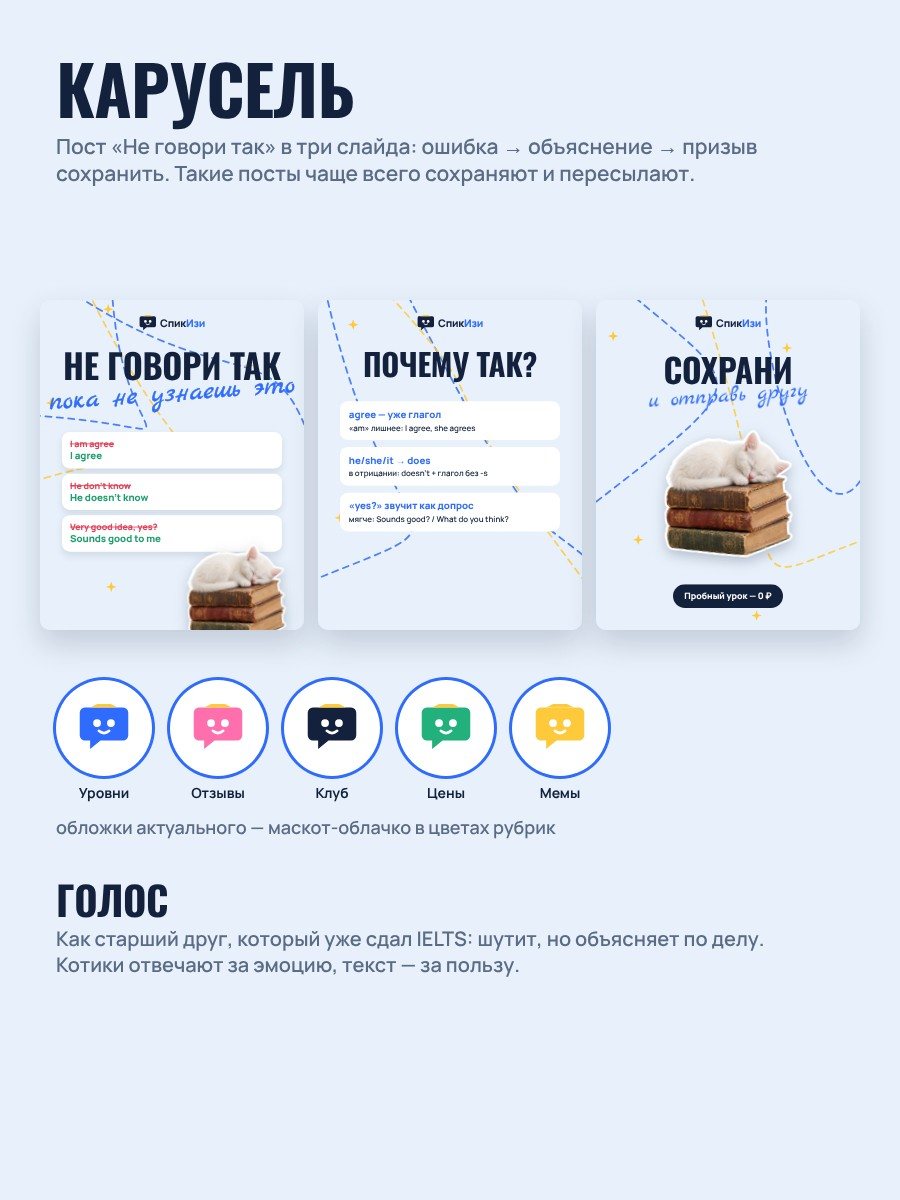 КАРУСЕЛЬ
Пост «Не говори так» в три слайда: ошибка → объяснение → призыв
сохранить. Такие посты чаще всего сохраняют и пересылают.
СпикИзи
НЕ ГОВОРИ ТАК
пока не узнаешь это
I am agree
I agree
He don't know
He doesn't know
Very good idea, yes?
Sounds good to me
СпикИзи
ПОЧЕМУ ТАК?
agree — уже глагол
«am» лишнее: I agree, she agrees
he/she/it → does
в отрицании: doesn't + глагол без -s
«yes?» звучит как допрос
мягче: Sounds good? / What do you think?
СпикИзи
СОХРАНИ
и отправь другу
Пробный урок — 0 ₽
Уровни
Отзывы
Клуб
Цены
Мемы
обложки актуального — маскот-облачко в цветах рубрик
ГОЛОС
Как старший друг, который уже сдал IELTS: шутит, но объясняет по делу.
Котики отвечают за эмоцию, текст — за пользу.